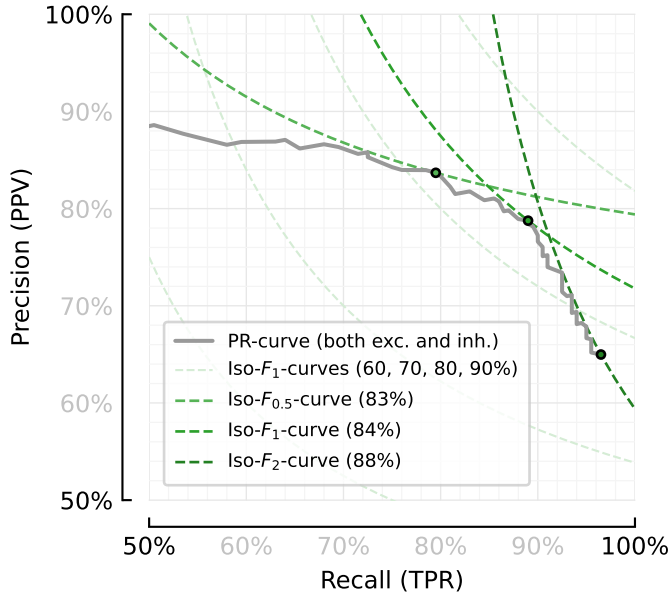 100%
90%
80%
70%
60%
50%
Precision (PPV)
PR-curve (both exc. and inh.)
Iso-F₁-curves (60, 70, 80, 90%)
Iso-F₀.₅-curve (83%)
Iso-F₁-curve (84%)
Iso-F₂-curve (88%)
50% 60% 70% 80% 90% 100%
Recall (TPR)